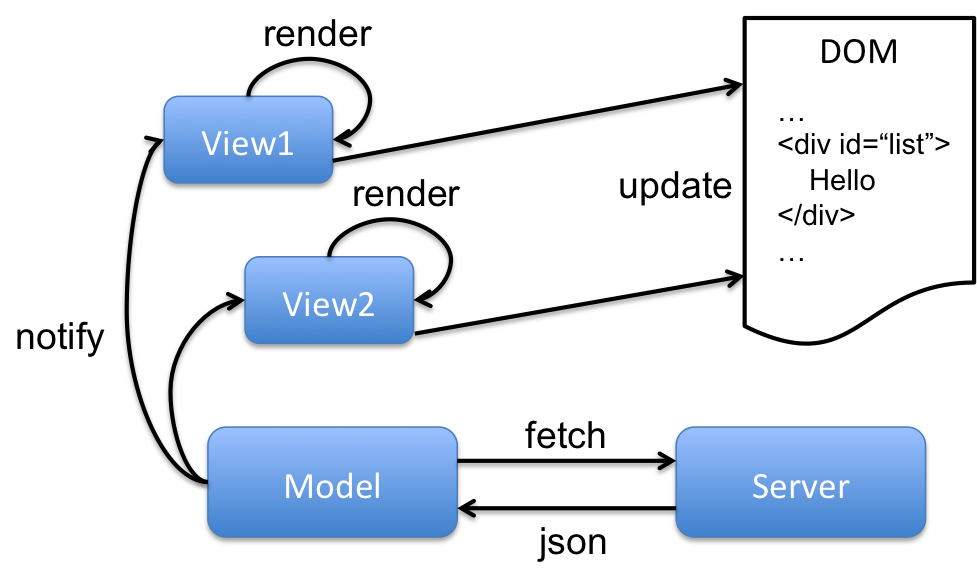 render
View1
DOM
…
<div id=“list”>
Hello
</div>
…
render
update
View2
notify
fetch
Model
Server
json